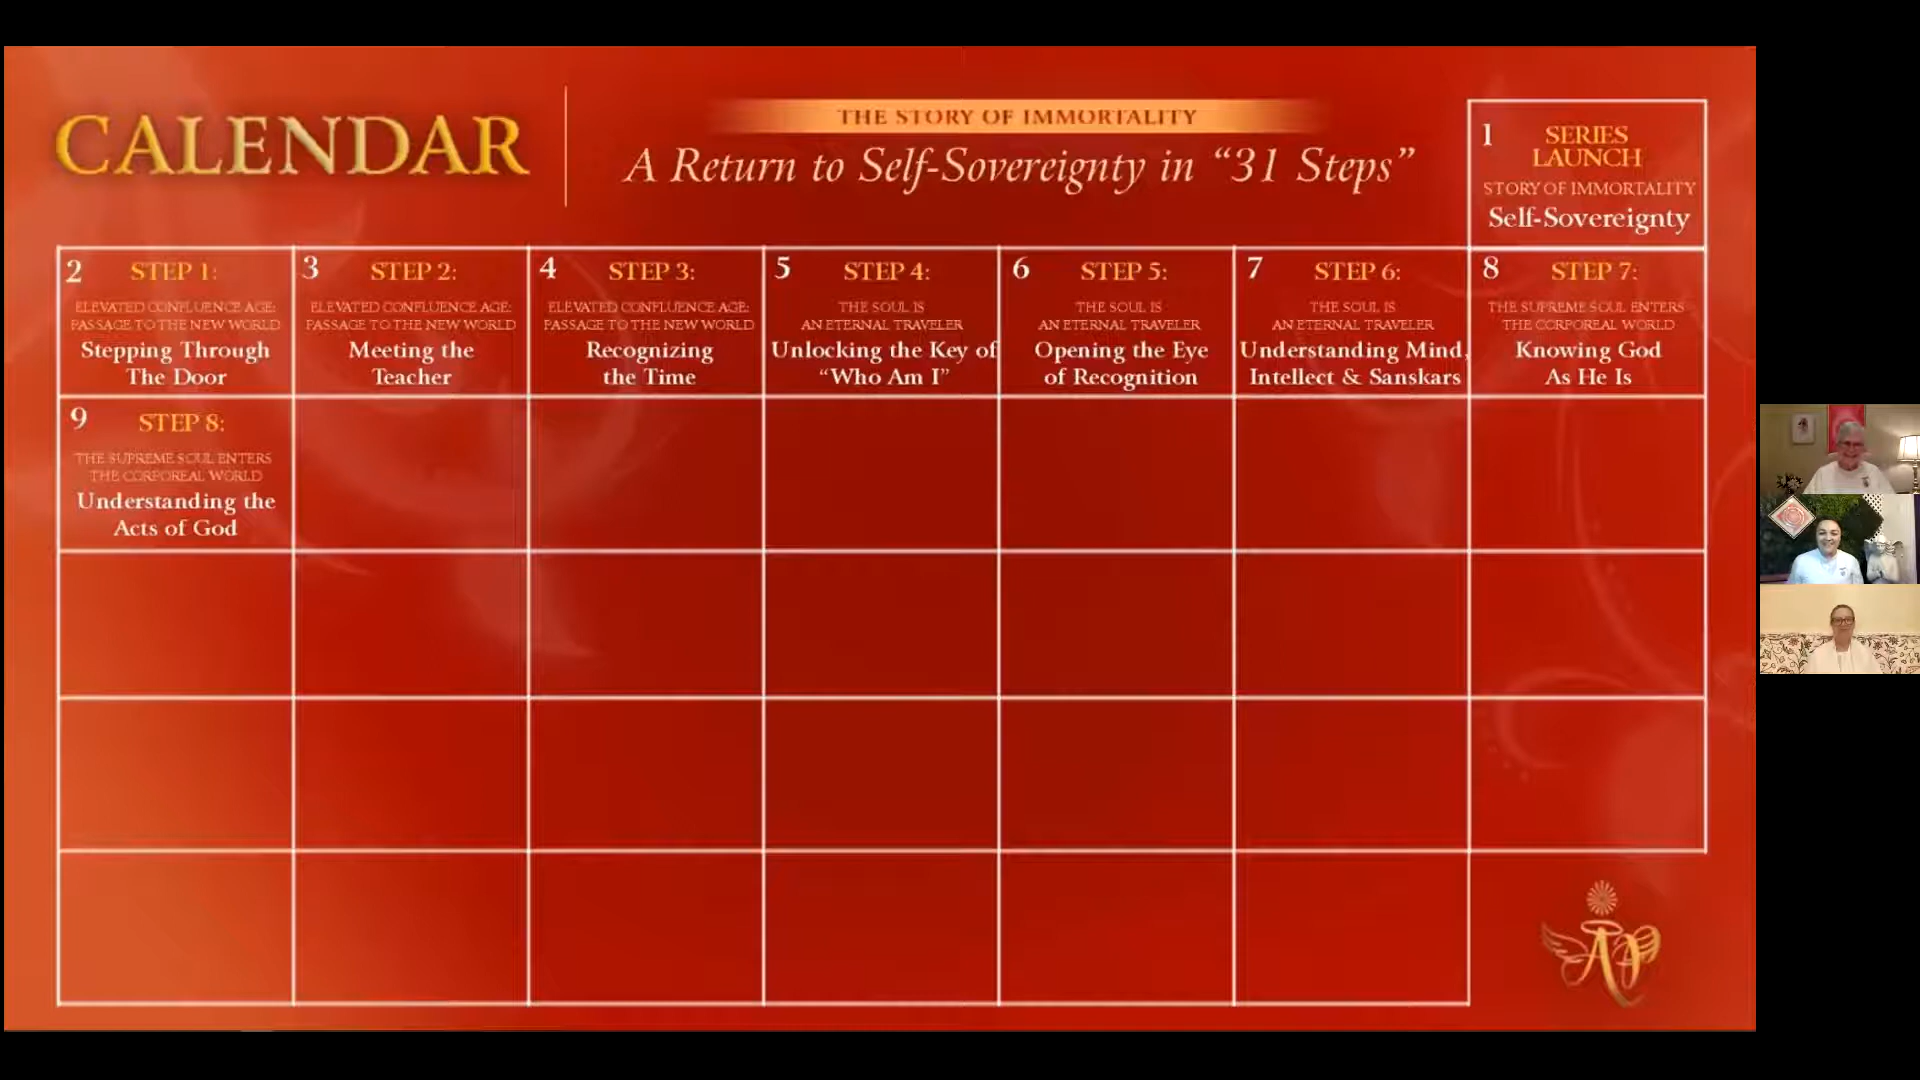 CALENDAR
THE STORY OF IMMORTALITY
A Return to Self-Sovereignty in “31 Steps”
1
SERIES
LAUNCH
STORY OF IMMORTALITY
Self-Sovereignty
2
STEP 1:
ELEVATED CONFLUENCE AGE:
PASSAGE TO THE NEW WORLD
Stepping Through
The Door
3
STEP 2:
ELEVATED CONFLUENCE AGE:
PASSAGE TO THE NEW WORLD
Meeting the
Teacher
4
STEP 3:
ELEVATED CONFLUENCE AGE:
PASSAGE TO THE NEW WORLD
Recognizing
the Time
5
STEP 4:
THE SOUL IS
AN ETERNAL TRAVELER
Unlocking the Key of
“Who Am I”
6
STEP 5:
THE SOUL IS
AN ETERNAL TRAVELER
Opening the Eye
of Recognition
7
STEP 6:
THE SOUL IS
AN ETERNAL TRAVELER
Understanding Mind,
Intellect & Sanskars
8
STEP 7:
THE SUPREME SOUL ENTERS
THE CORPOREAL WORLD
Knowing God
As He Is
9
STEP 8:
THE SUPREME SOUL ENTERS
THE CORPOREAL WORLD
Understanding the
Acts of God
AP